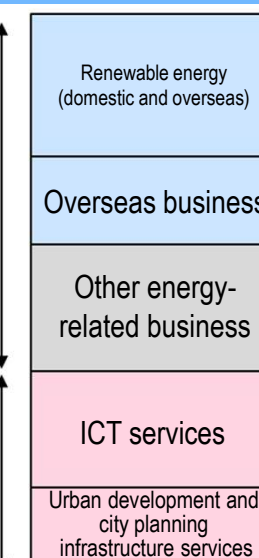 Renewable energy
(domestic and overseas)
Overseas business
Other energy-
related business
ICT services
Urban development and
city planning
infrastructure services